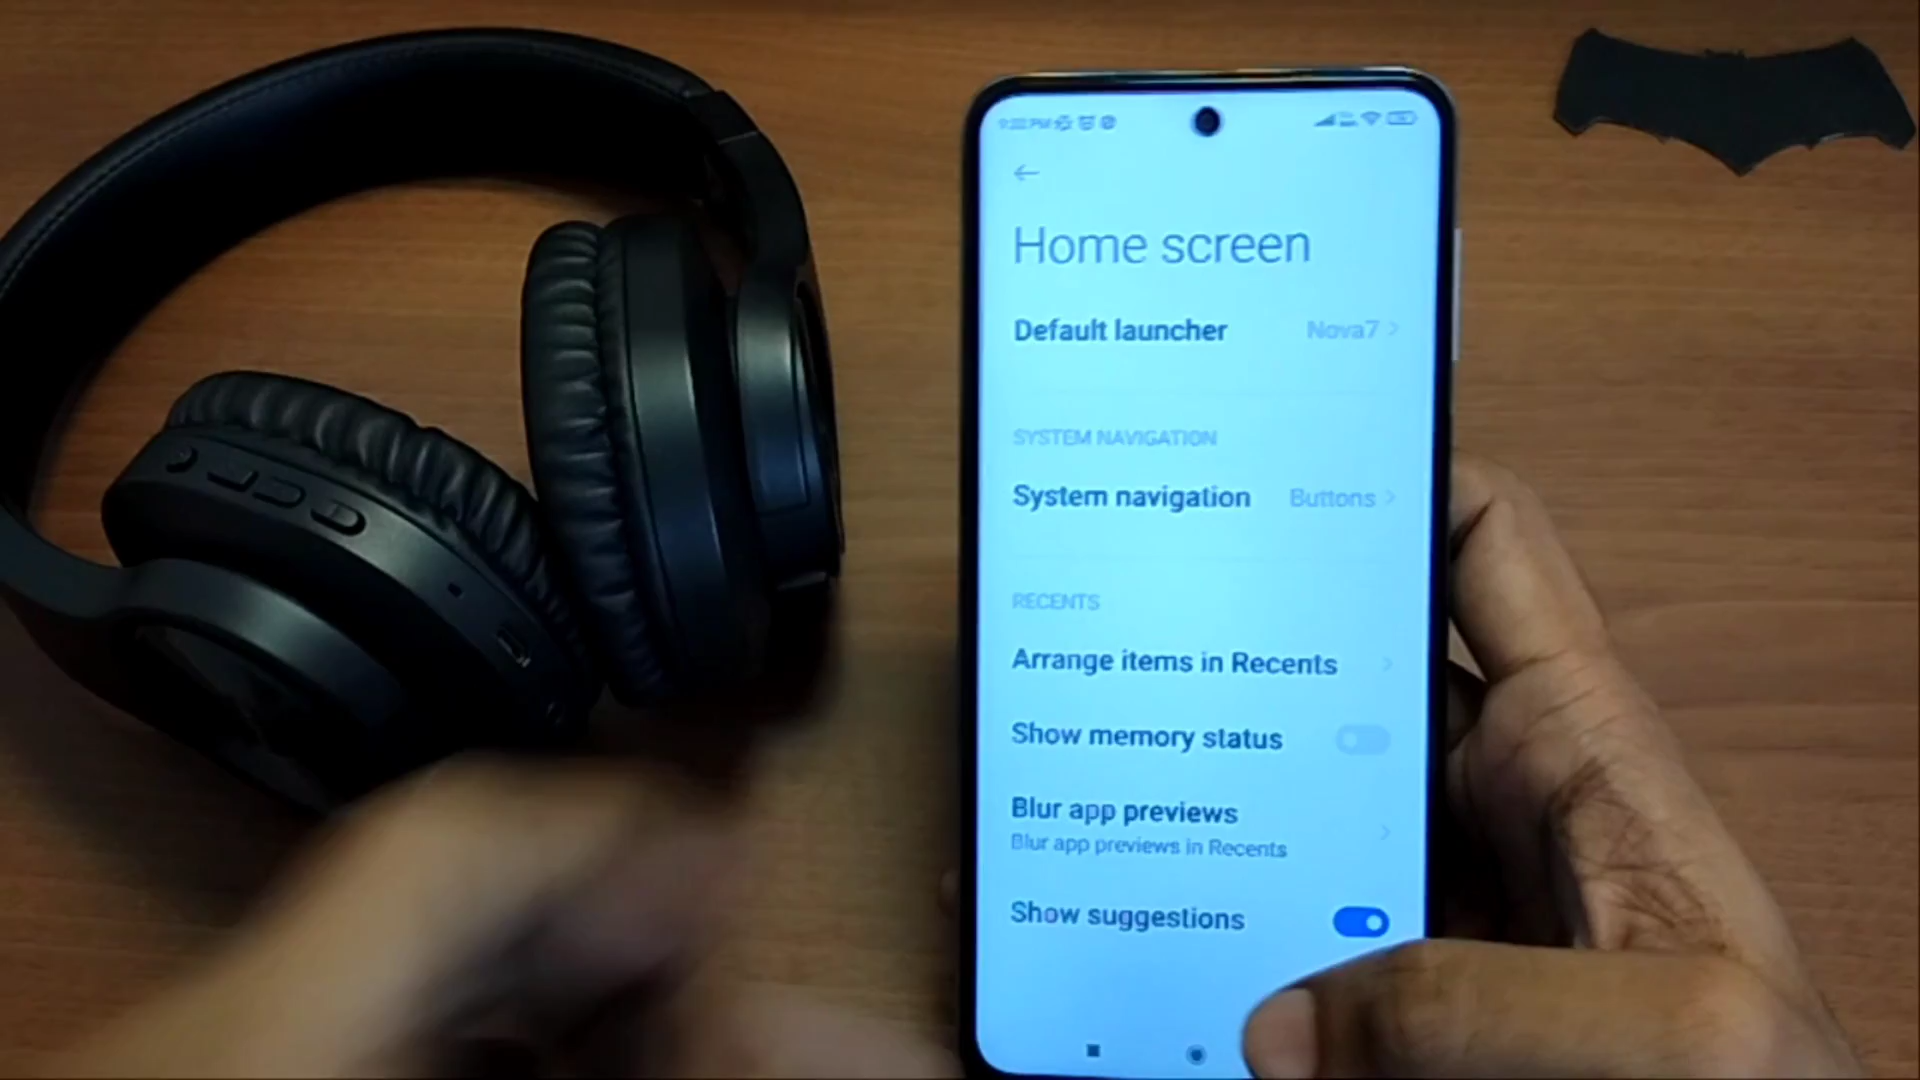 Home screen
Default launcher Nova7
SYSTEM NAVIGATION
System navigation Buttons
RECENTS
Arrange items in Recents
Show memory status
Blur app previews
Blur app previews in Recents
Show suggestions